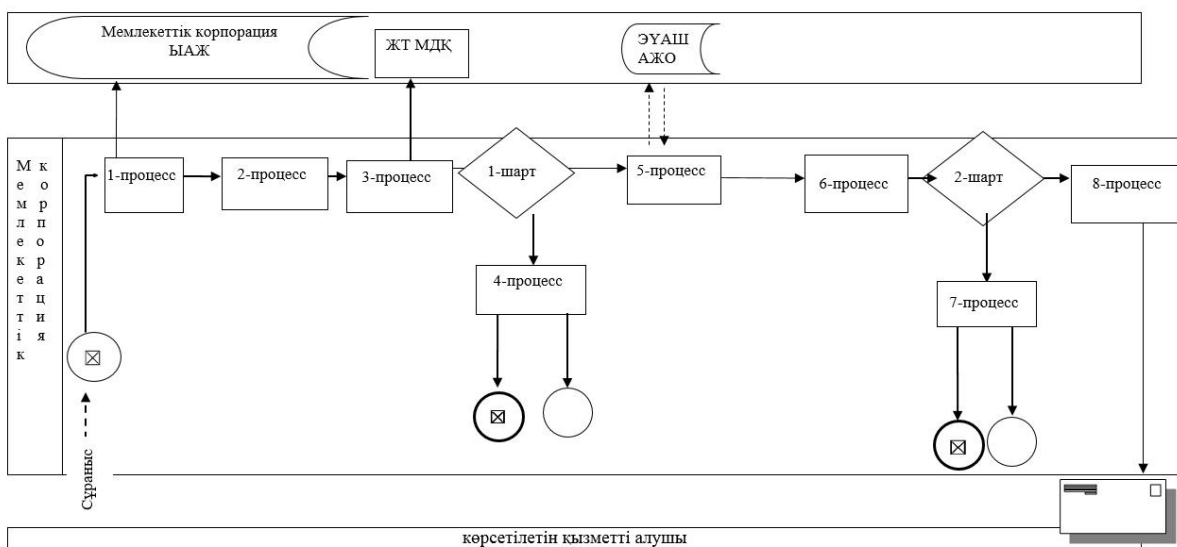 Мемлекеттік корпорация
ЫАЖ
ЖТ МДҚ
ЭҮАШ
АЖО
Мемлекеттік
корпорация
1-процесс
2-процесс
3-процесс
1-шарт
5-процесс
6-процесс
2-шарт
8-процесс
4-процесс
7-процесс
Сұраныс
көрсетілетін қызметті алушы